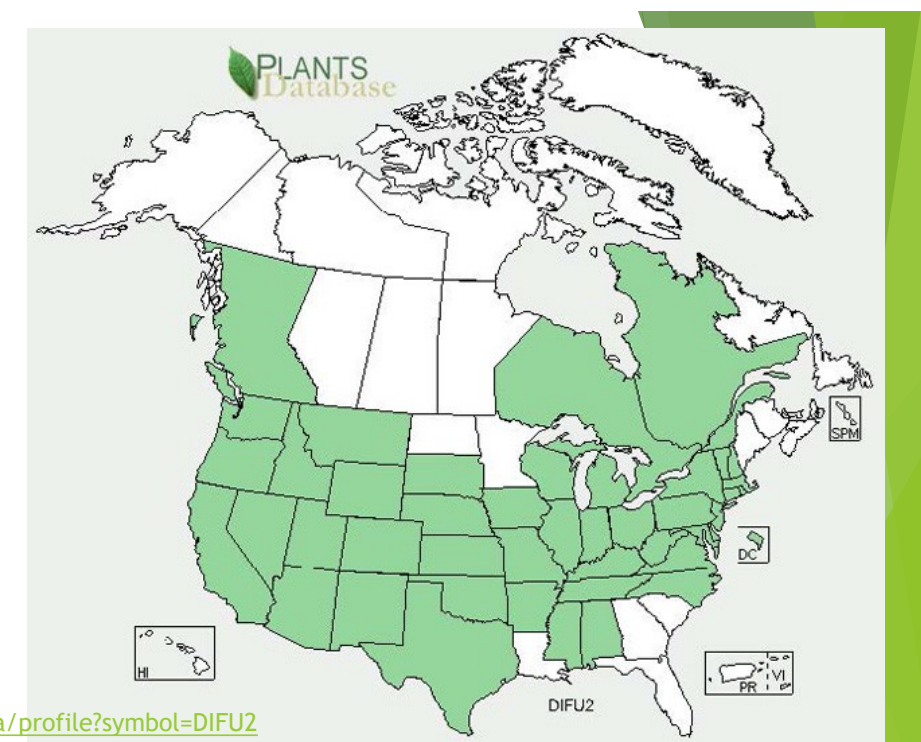 PLANTS
Database
SPM
DC
HI
PR
VI
DIFU2
a/profile?symbol=DIFU2